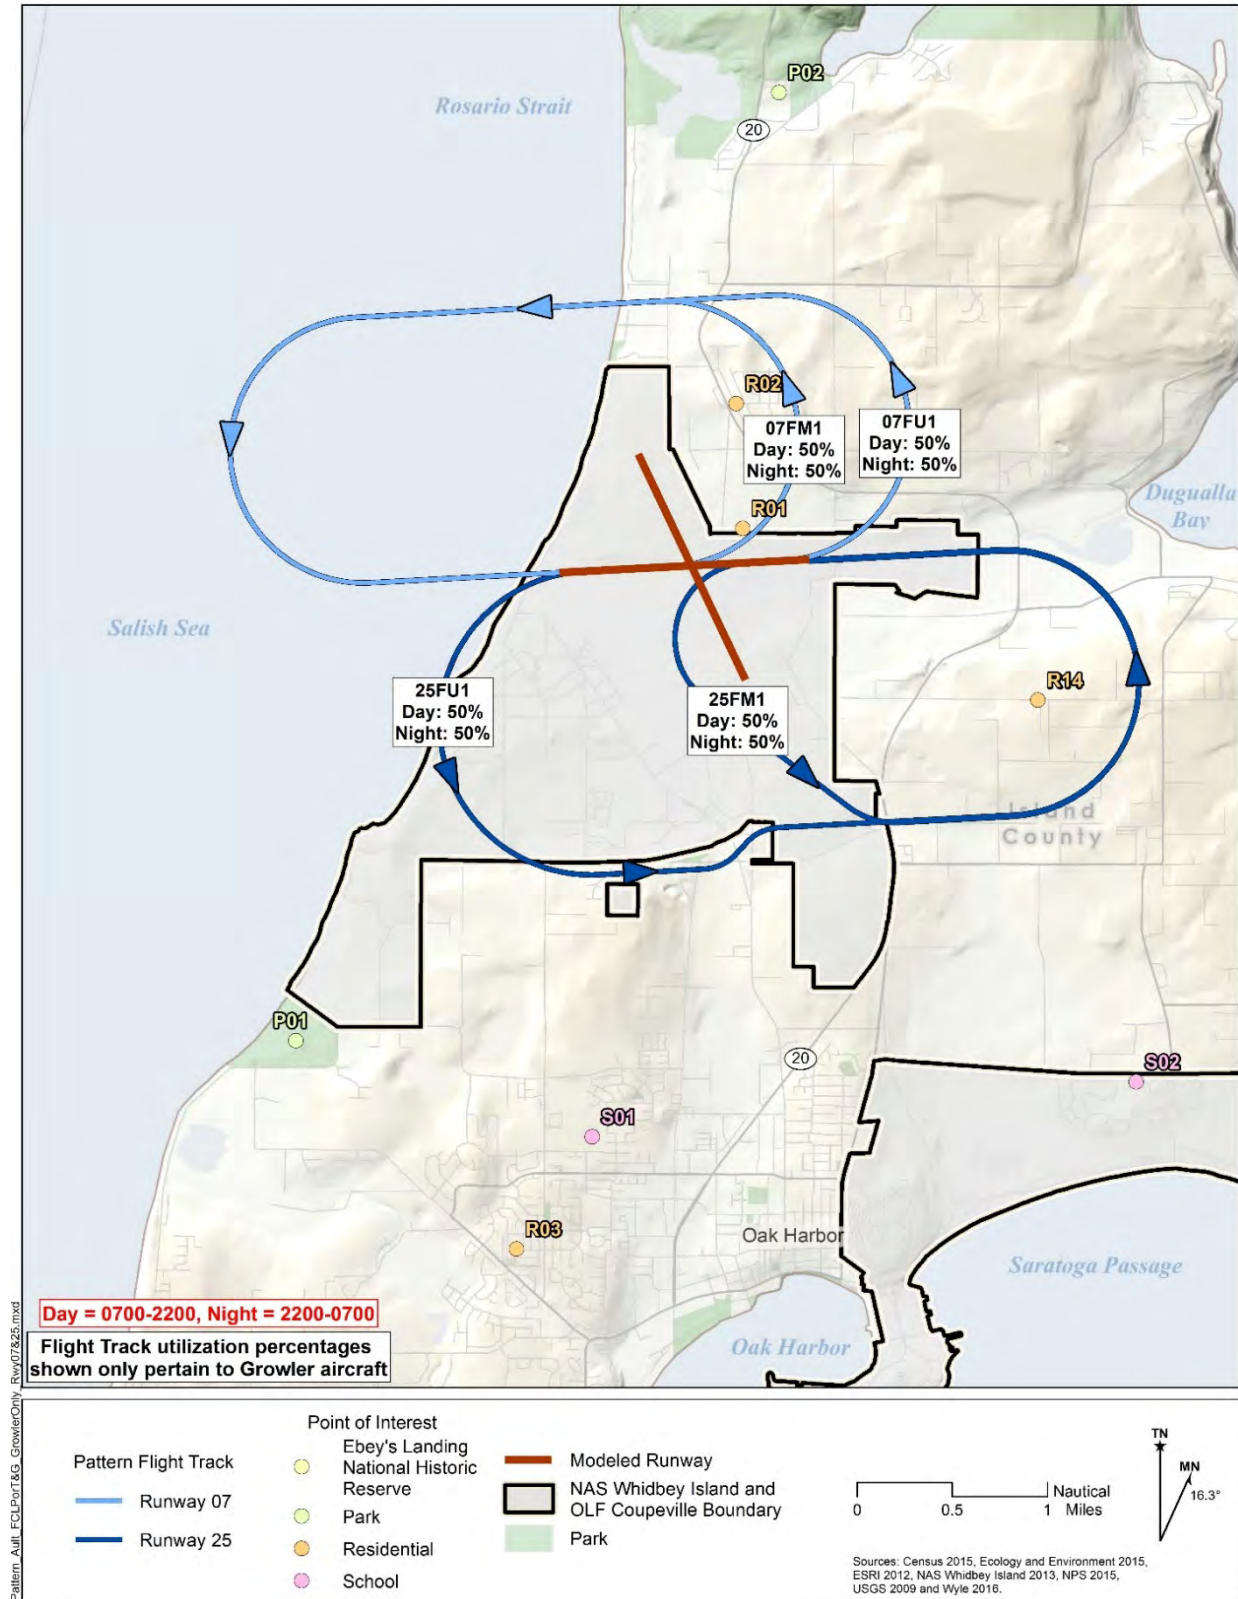 P02
Rosario Strait
20
R02
07FM1
Day: 50%
Night: 50%
07FU1
Day: 50%
Night: 50%
R01
Dugualla
Bay
Salish Sea
25FU1
Day: 50%
Night: 50%
25FM1
Day: 50%
Night: 50%
R14
Island
County
P01
20
S02
S01
R03
Oak Harbor
Saratoga Passage
Oak Harbor
Day = 0700-2200, Night = 2200-0700
Flight Track utilization percentages
shown only pertain to Growler aircraft
Pattern_Ault_FCLPorT&G_GrowlerOnly_Rwy07&25.mxd
Pattern Flight Track
Runway 07
Runway 25
Point of Interest
Ebey's Landing
National Historic
Reserve
Park
Residential
School
Modeled Runway
NAS Whidbey Island and
OLF Coupeville Boundary
Park
0 0.5 1
Nautical
Miles
TN
MN
16.3°
Sources: Census 2015, Ecology and Environment 2015,
ESRI 2012, NAS Whidbey Island 2013, NPS 2015,
USGS 2009 and Wyle 2016.